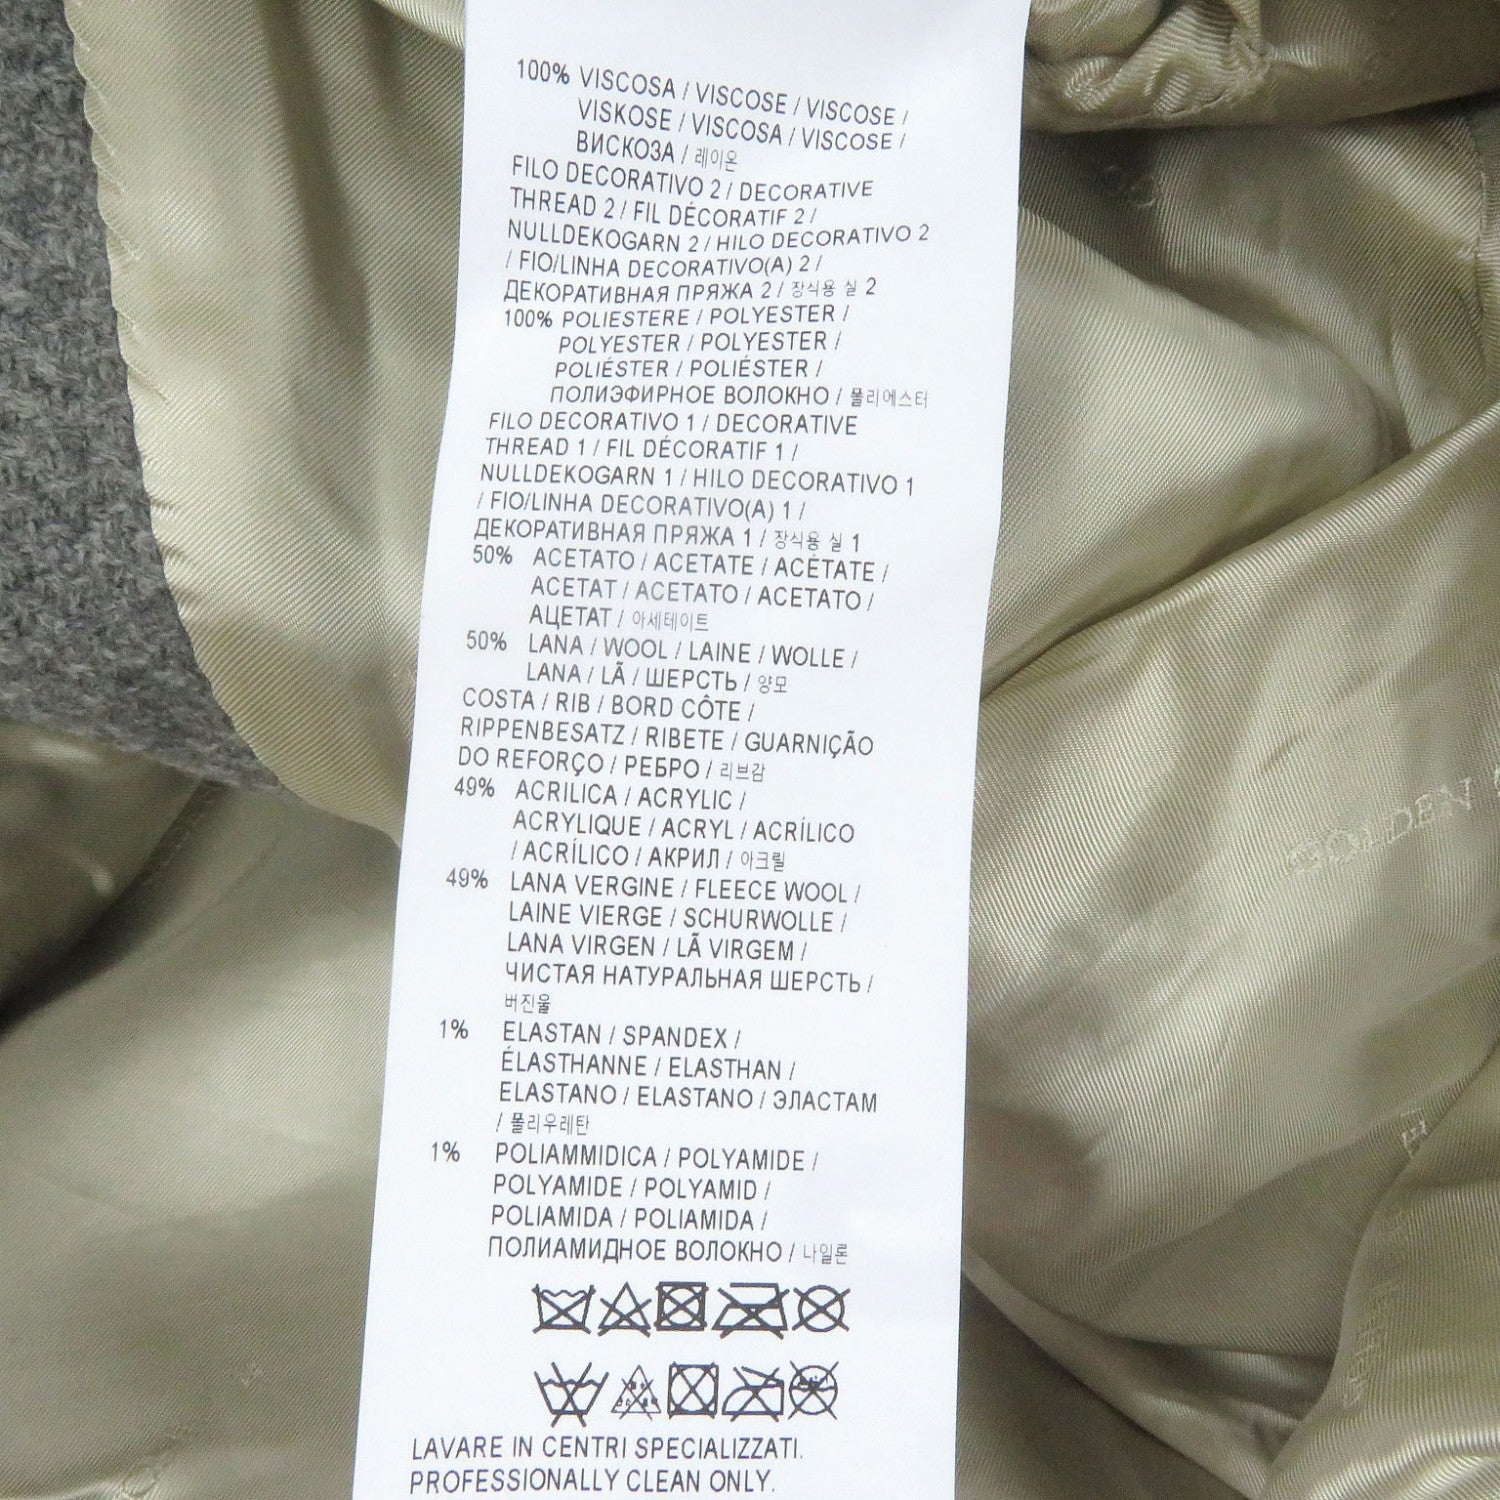 100% VISCOSA / VISCOSE / VISCOSE /
VISKOSE / VISCOSA / VISCOSE /
ВИСКОЗА / 레이온
FILO DECORATIVO 2 / DECORATIVE
THREAD 2 / FIL DÉCORATIF 2 /
NULLDEKOGARN 2 / HILO DECORATIVO 2
/ FIO/LINHA DECORATIVO(A) 2 /
ДЕКОРАТИВНАЯ ПРЯЖА 2 / 장식용 실 2
100% POLIESTERE / POLYESTER /
POLYESTER / POLYESTER /
POLIÉSTER / POLIÉSTER /
ПОЛИЭФИРНОЕ ВОЛОКНО / 폴리에스터
FILO DECORATIVO 1 / DECORATIVE
THREAD 1 / FIL DÉCORATIF 1 /
NULLDEKOGARN 1 / HILO DECORATIVO 1
/ FIO/LINHA DECORATIVO(A) 1 /
ДЕКОРАТИВНАЯ ПРЯЖА 1 / 장식용 실 1
50% ACETATO / ACETATE / ACÉTATE /
ACETAT / ACETATO / ACETATO /
АЦЕТАТ / 아세테이트
50% LANA / WOOL / LAINE / WOLLE /
LANA / LÃ / ШЕРСТЬ / 양모
COSTA / RIB / BORD CÔTE /
RIPPENBESATZ / RIBETE / GUARNIÇÃO
DO REFORÇO / РЕБРО / 리브감
49% ACRILICA / ACRYLIC /
ACRYLIQUE / ACRYL / ACRÍLICO
/ ACRÍLICO / АКРИЛ / 아크릴
49% LANA VERGINE / FLEECE WOOL /
LAINE VIERGE / SCHURWOLLE /
LANA VIRGEN / LÃ VIRGEM /
ЧИСТАЯ НАТУРАЛЬНАЯ ШЕРСТЬ /
버진울
1% ELASTAN / SPANDEX /
ÉLASTHANNE / ELASTHAN /
ELASTANO / ELASTANO / ЭЛАСТАМ
/ 폴리우레탄
1% POLIAMMIDICA / POLYAMIDE /
POLYAMIDE / POLYAMID /
POLIAMIDA / POLIAMIDA /
ПОЛИАМИДНОЕ ВОЛОКНО / 나일론
LAVARE IN CENTRI SPECIALIZZATI.
PROFESSIONALLY CLEAN ONLY.
GOLDEN